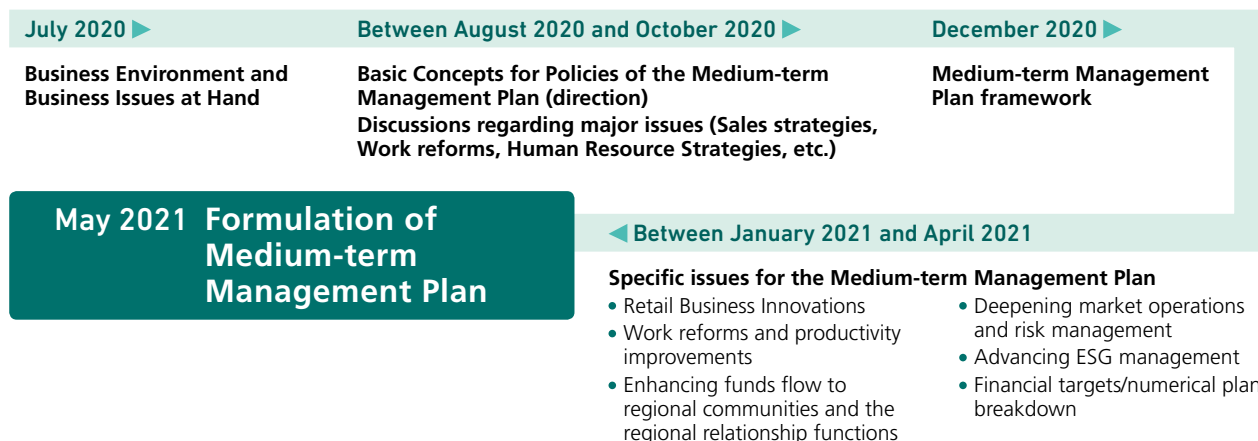 July 2020 ▶
Business Environment and
Business Issues at Hand
Between August 2020 and October 2020 ▶
Basic Concepts for Policies of the Medium-term
Management Plan (direction)
Discussions regarding major issues (Sales strategies,
Work reforms, Human Resource Strategies, etc.)
December 2020 ▶
Medium-term Management
Plan framework
◀ Between January 2021 and April 2021
Specific issues for the Medium-term Management Plan
• Retail Business Innovations
• Work reforms and productivity
improvements
• Enhancing funds flow to
regional communities and the
regional relationship functions
• Deepening market operations
and risk management
• Advancing ESG management
• Financial targets/numerical plan
breakdown
May 2021 Formulation of
Medium-term
Management Plan